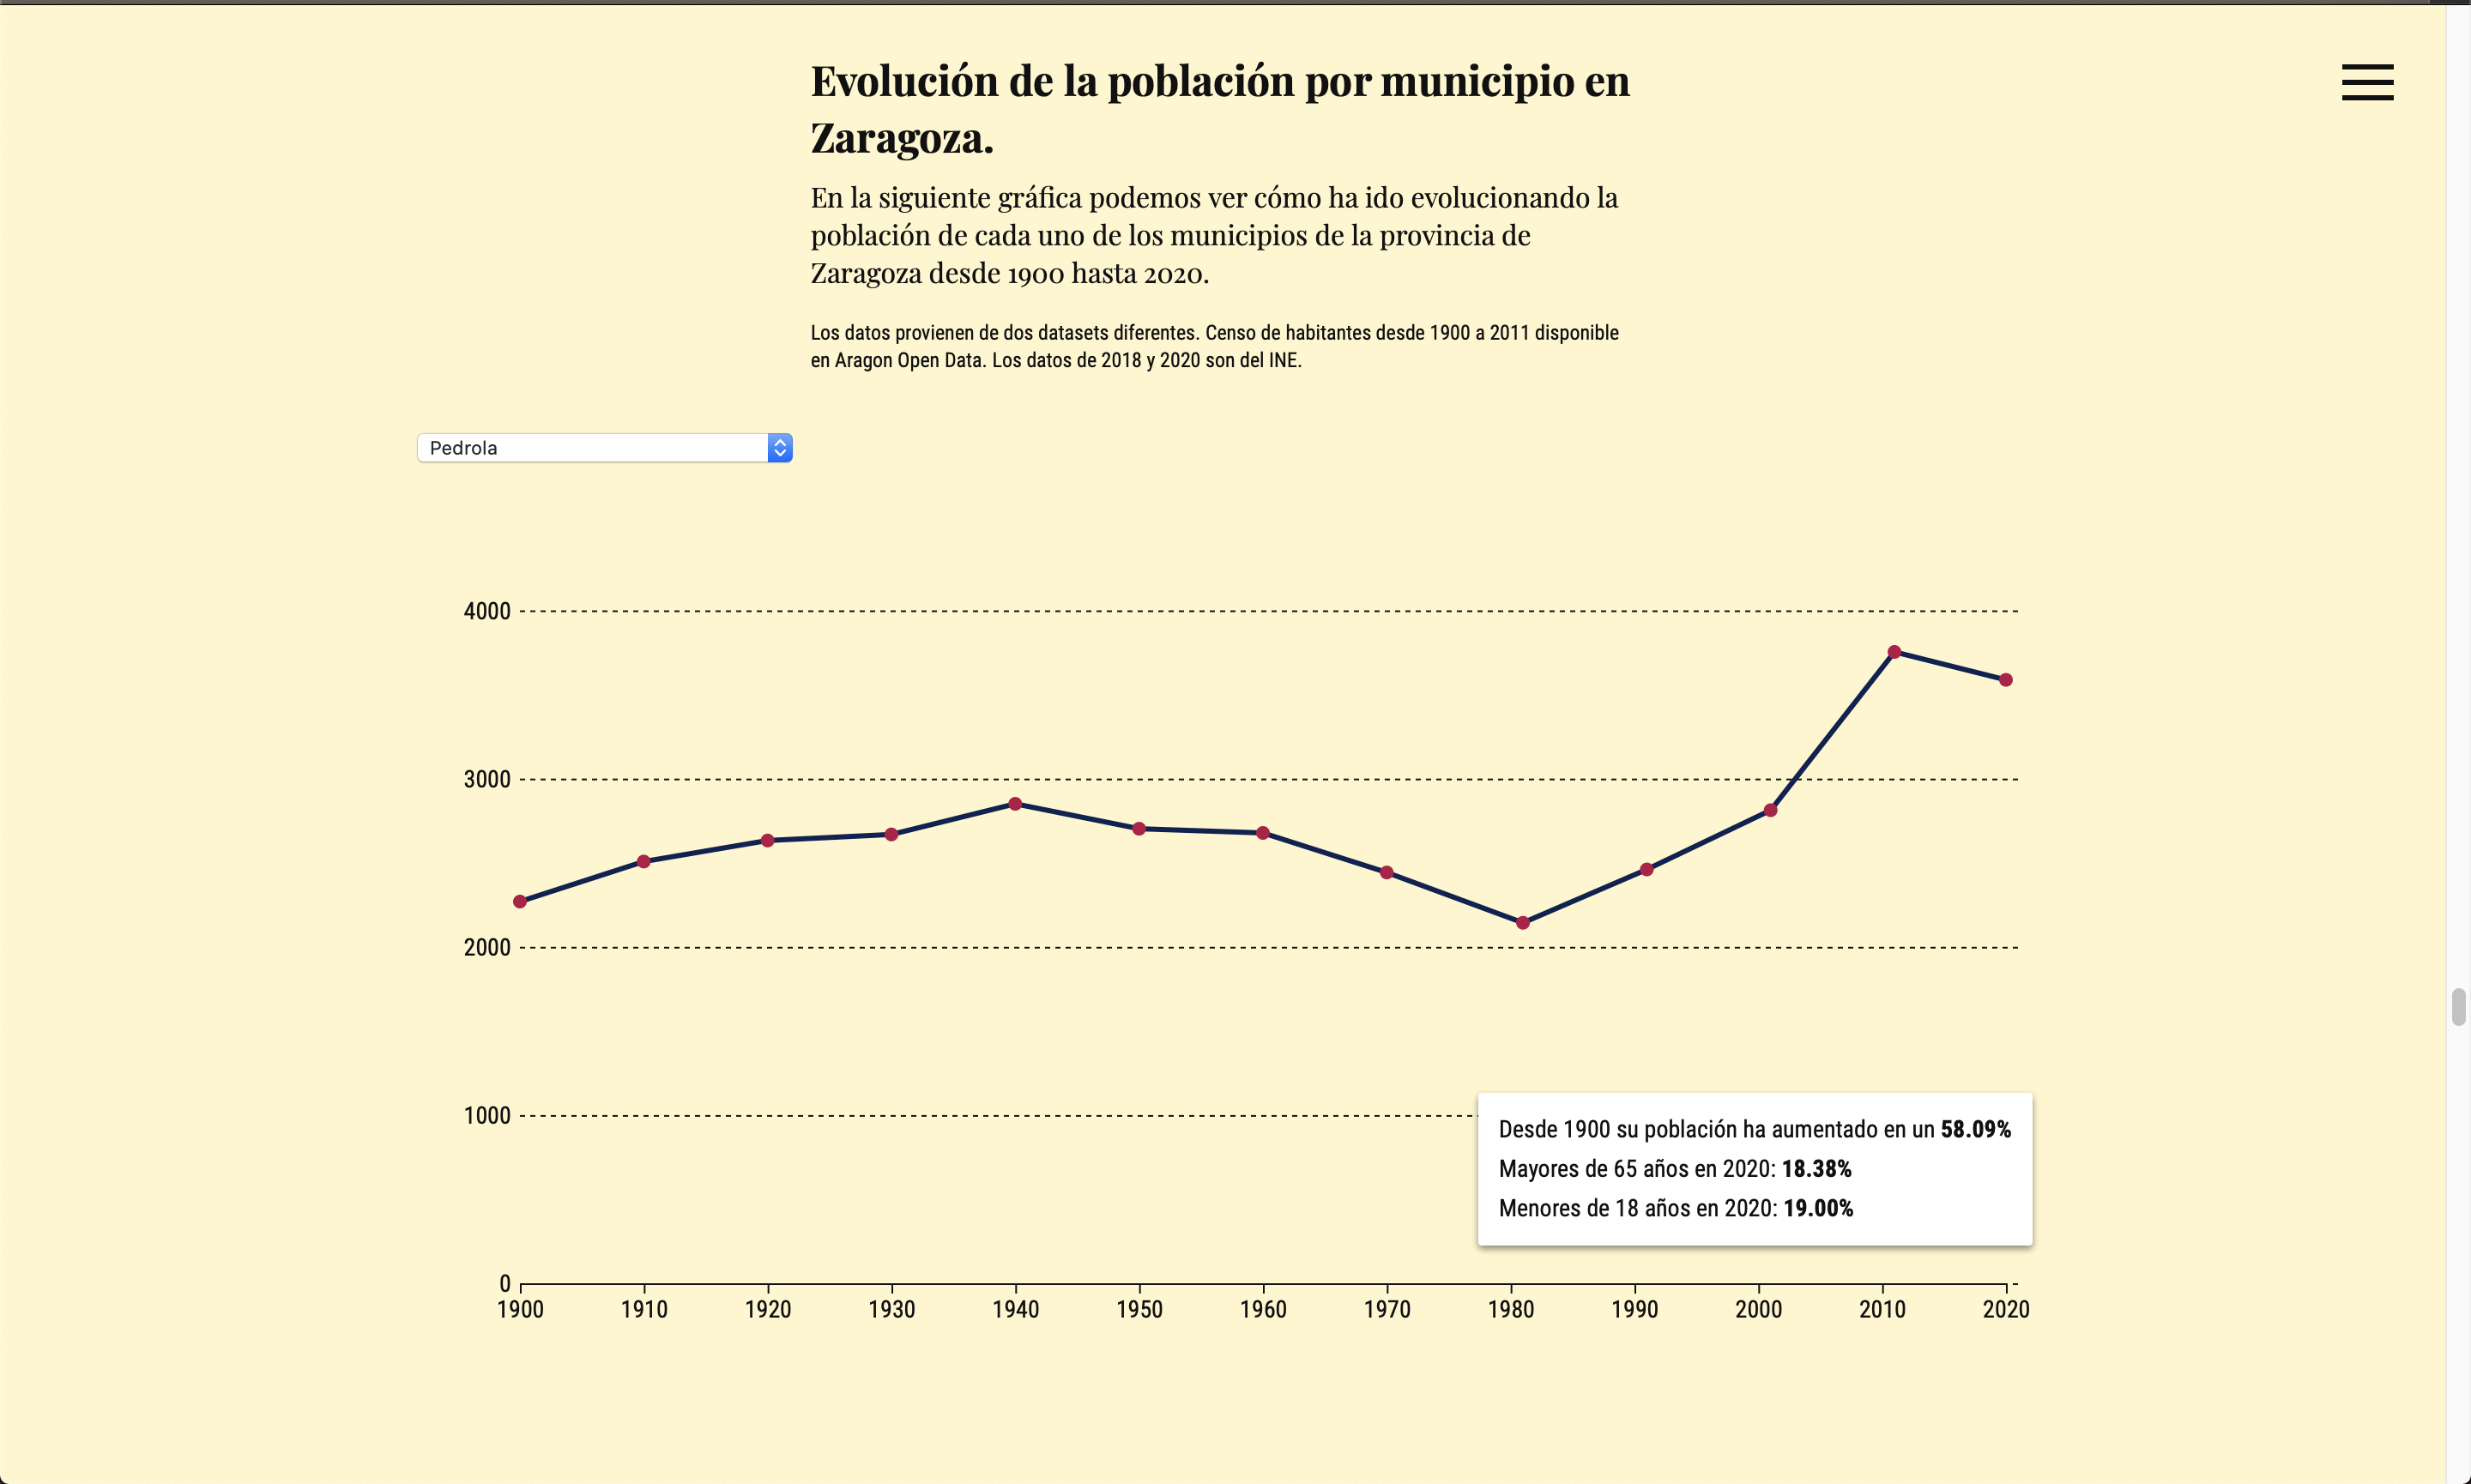 Evolución de la población por municipio en
Zaragoza.
En la siguiente gráfica podemos ver cómo ha ido evolucionando la
población de cada uno de los municipios de la provincia de
Zaragoza desde 1900 hasta 2020.
Los datos provienen de dos datasets diferentes. Censo de habitantes desde 1900 a 2011 disponible
en Aragon Open Data. Los datos de 2018 y 2020 son del INE.
Pedrola
4000
3000
2000
1000
Desde 1900 su población ha aumentado en un 58.09%
Mayores de 65 años en 2020: 18.38%
Menores de 18 años en 2020: 19.00%
0
1900 1910 1920 1930 1940 1950 1960 1970 1980 1990 2000 2010 2020